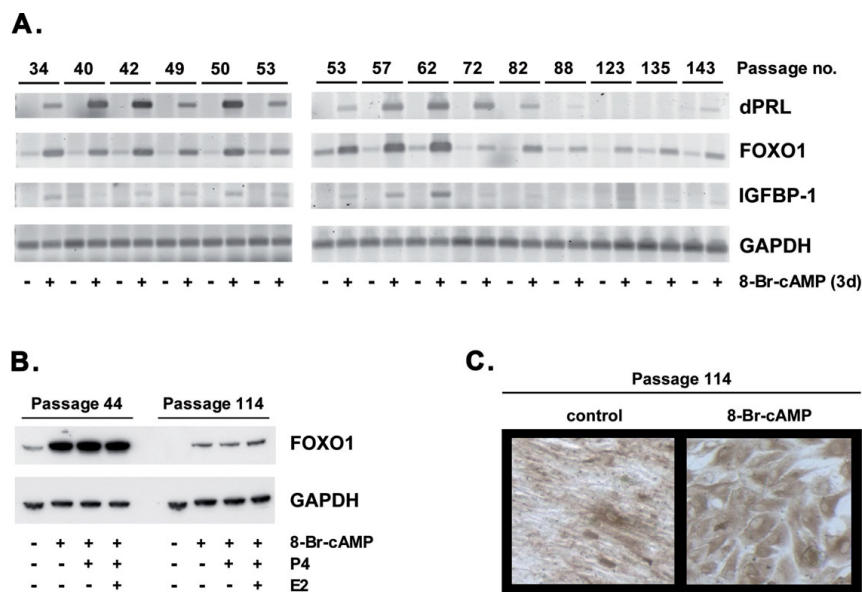 A.
34 40 42 49 50 53 53 57 62 72 82 88 123 135 143 Passage no.
dPRL
FOXO1
IGFBP-1
GAPDH
- + - + - + - + - + - + - + - + - + - + - + - + - + - + - + 8-Br-cAMP (3d)
B.
Passage 44 Passage 114
FOXO1
GAPDH
- + + + - + + + 8-Br-cAMP
- - + + - - + + P4
- - - + - - - + E2
C.
Passage 114
control 8-Br-cAMP